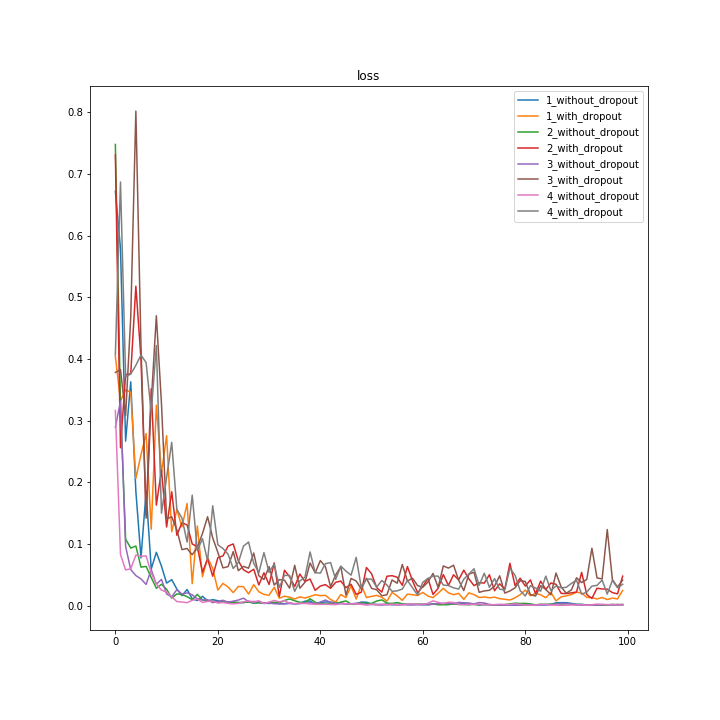 loss
1_without_dropout
1_with_dropout
2_without_dropout
2_with_dropout
3_without_dropout
3_with_dropout
4_without_dropout
4_with_dropout
0.8
0.7
0.6
0.5
0.4
0.3
0.2
0.1
0.0
0 20 40 60 80 100